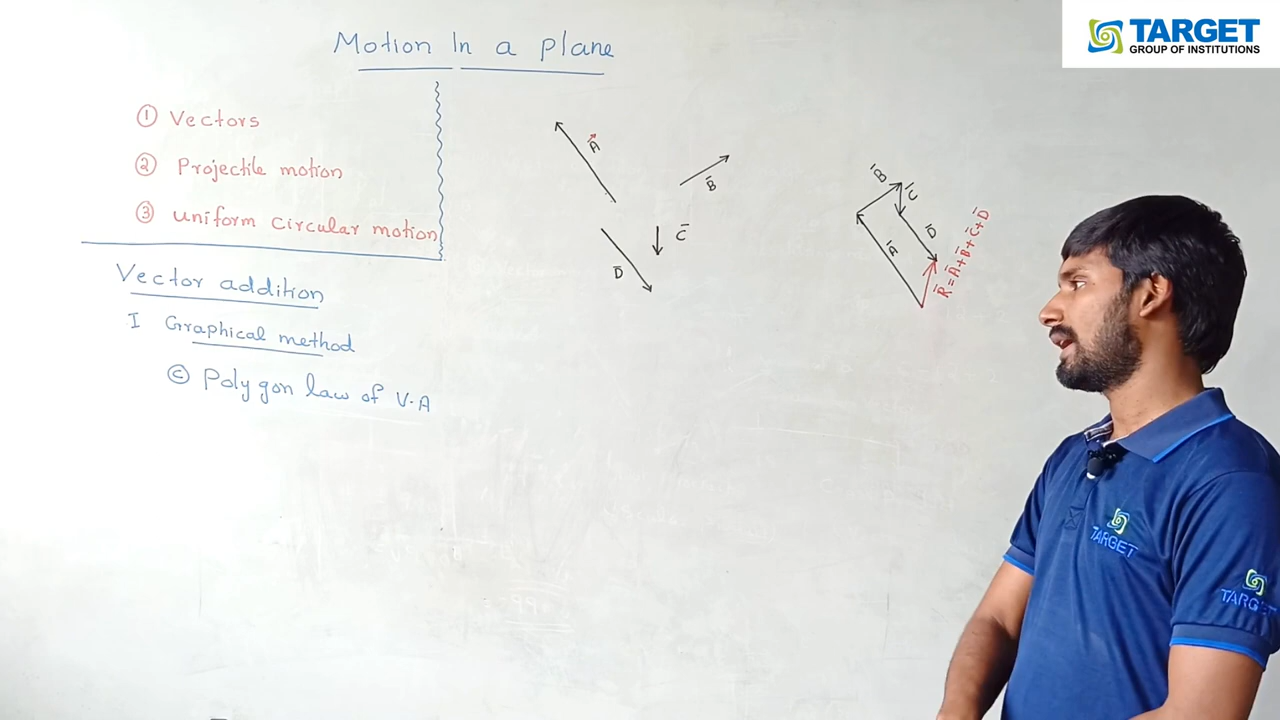 Motion In a plane
TARGET
GROUP OF INSTITUTIONS
① Vectors
② Projectile motion
③ uniform circular motion
Vector addition
I Graphical method
ⓒ Polygon law of V.A
A⃗
B̄
C̄
D̄
B̄
C̄
D̄
Ā
R̄ = Ā + B̄ + C̄ + D̄
TARGET
TARGET